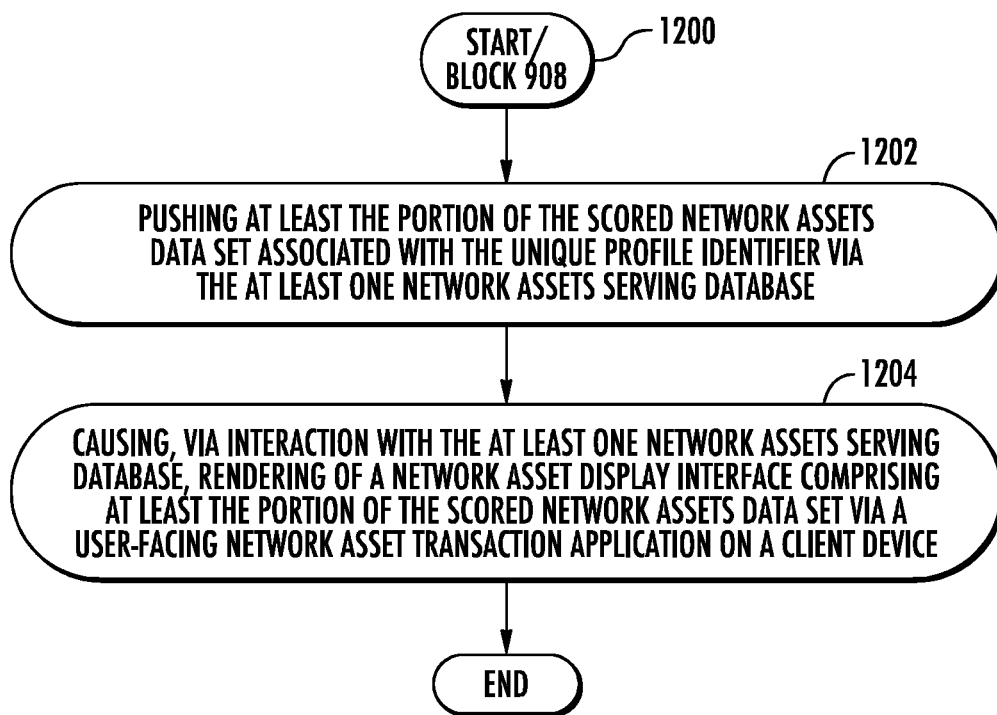 START/
BLOCK 908
1200
1202
PUSHING AT LEAST THE PORTION OF THE SCORED NETWORK ASSETS
DATA SET ASSOCIATED WITH THE UNIQUE PROFILE IDENTIFIER VIA
THE AT LEAST ONE NETWORK ASSETS SERVING DATABASE
1204
CAUSING, VIA INTERACTION WITH THE AT LEAST ONE NETWORK ASSETS SERVING
DATABASE, RENDERING OF A NETWORK ASSET DISPLAY INTERFACE COMPRISING
AT LEAST THE PORTION OF THE SCORED NETWORK ASSETS DATA SET VIA A
USER-FACING NETWORK ASSET TRANSACTION APPLICATION ON A CLIENT DEVICE
END